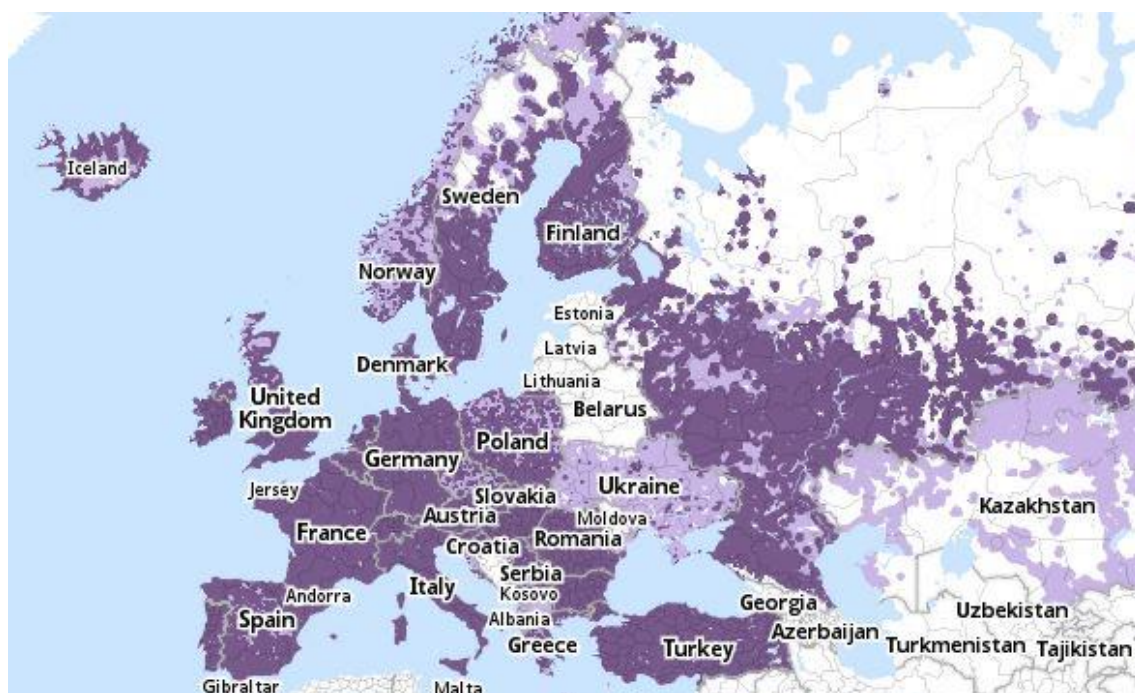 Iceland
Sweden
Finland
Norway
Estonia
Latvia
Denmark
Lithuania
United
Kingdom
Belarus
Poland
Germany
Ukraine
Jersey
Slovakia
Kazakhstan
Austria
Moldova
France
Romania
Croatia
Serbia
Italy
Andorra
Kosovo
Georgia
Uzbekistan
Spain
Albania
Azerbaijan
Greece
Turkey
Turkmenistan
Tajikistan
Gibraltar
Malta